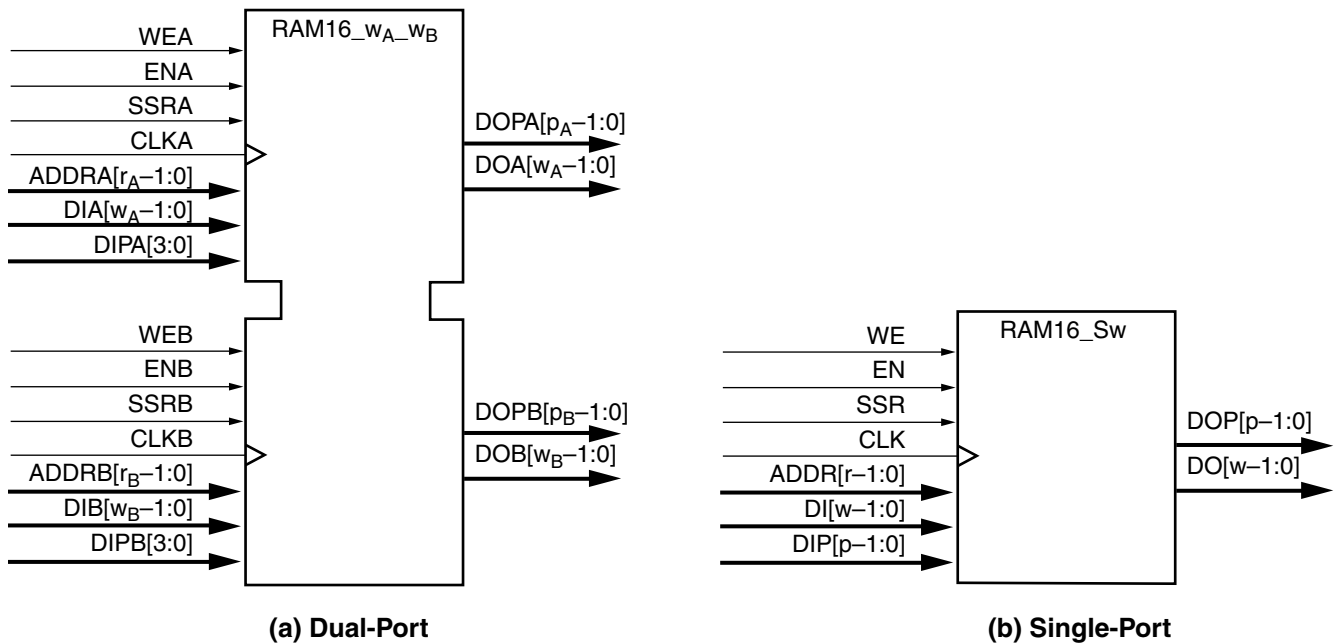 RAM16_wA_wB
WEA
ENA
SSRA
CLKA
ADDRA[rA–1:0]
DIA[wA–1:0]
DIPA[3:0]
DOPA[pA–1:0]
DOA[wA–1:0]
WEB
ENB
SSRB
CLKB
ADDRB[rB–1:0]
DIB[wB–1:0]
DIPB[3:0]
DOPB[pB–1:0]
DOB[wB–1:0]
(a) Dual-Port
RAM16_Sw
WE
EN
SSR
CLK
ADDR[r–1:0]
DI[w–1:0]
DIP[p–1:0]
DOP[p–1:0]
DO[w–1:0]
(b) Single-Port